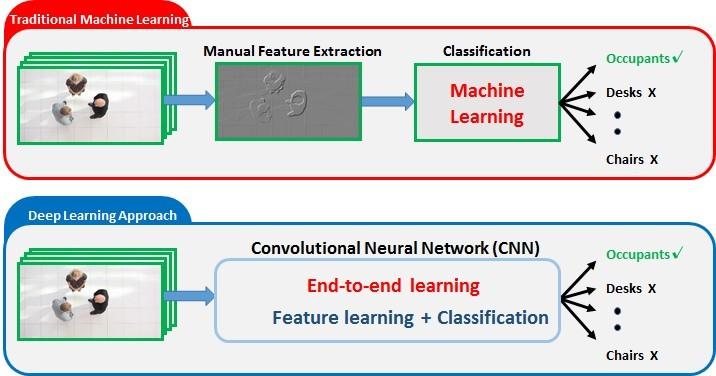 Traditional Machine Learning
Manual Feature Extraction
Classification
Machine
Learning
Occupants ✓
Desks X
Chairs X
Deep Learning Approach
Convolutional Neural Network (CNN)
End-to-end learning
Feature learning + Classification
Occupants ✓
Desks X
Chairs X